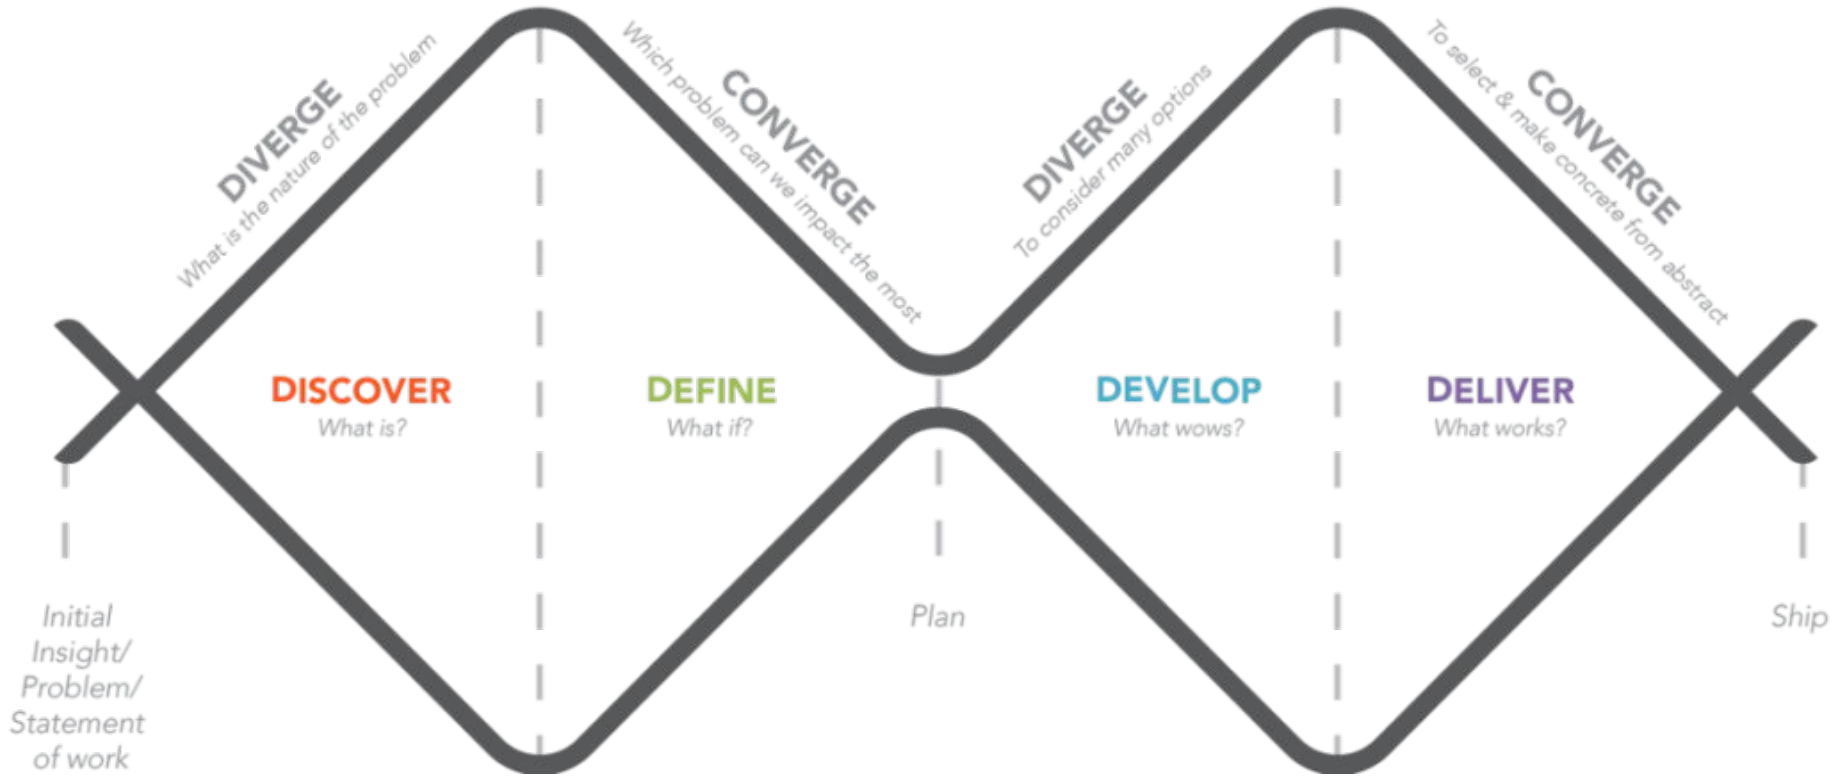 DIVERGE
What is the nature of the problem
CONVERGE
Which problem can we impact the most
DIVERGE
To consider many options
CONVERGE
To select & make concrete from abstract
DISCOVER
What is?
DEFINE
What if?
DEVELOP
What wows?
DELIVER
What works?
Initial
Insight/
Problem/
Statement
of work
Plan
Ship